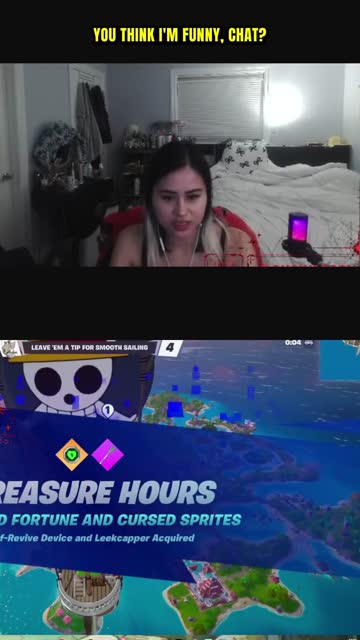 YOU THINK I'M FUNNY, CHAT?
LEAVE 'EM A TIP FOR SMOOTH SAILING
4
0:04
1
REASURE HOURS
D FORTUNE AND CURSED SPRITES
f-Revive Device and Leekcapper Acquired